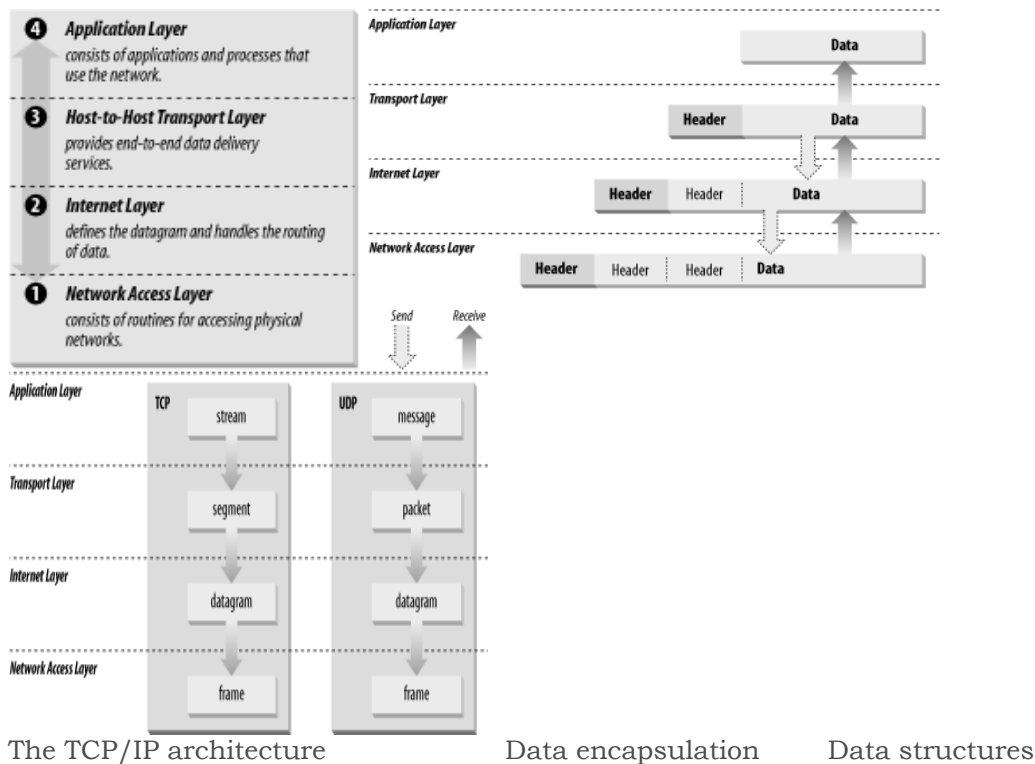 4 Application Layer
consists of applications and processes that
use the network.
3 Host-to-Host Transport Layer
provides end-to-end data delivery
services.
2 Internet Layer
defines the datagram and handles the routing
of data.
1 Network Access Layer
consists of routines for accessing physical
networks.
Application Layer
Data
Transport Layer
Header Data
Internet Layer
Header Header Data
Network Access Layer
Header Header Header Data
Send Receive
Application Layer
TCP UDP
stream message
Transport Layer
segment packet
Internet Layer
datagram datagram
Network Access Layer
frame frame
The TCP/IP architecture Data encapsulation Data structures